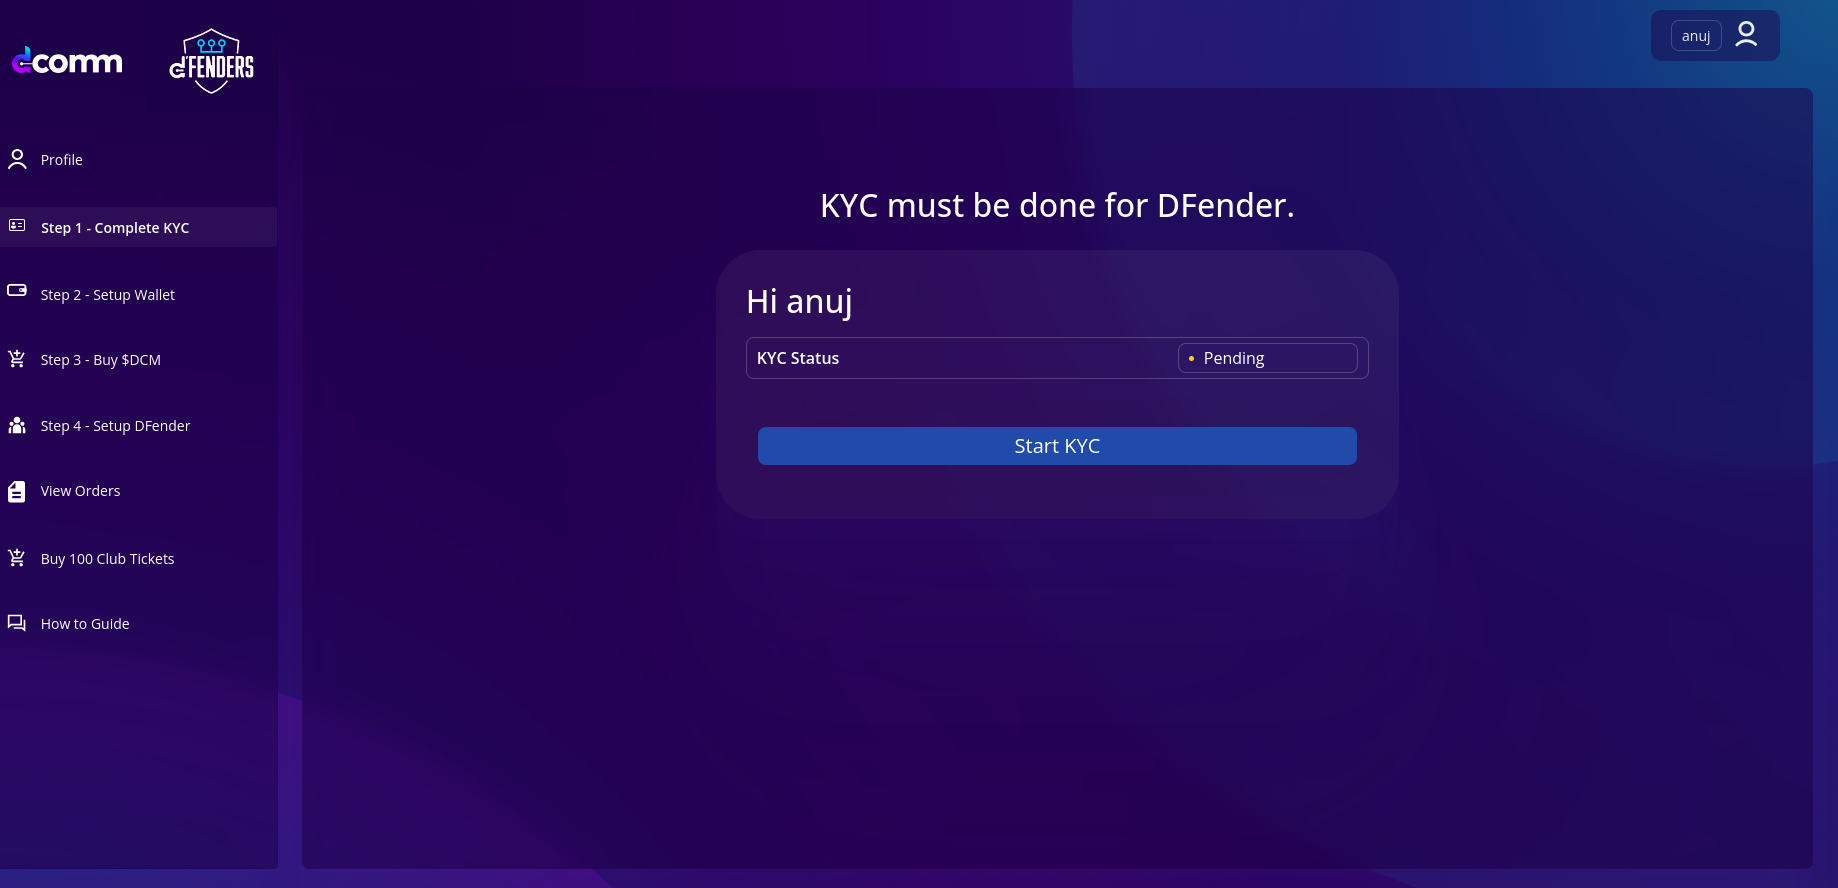 dcomm
d'FENDERS
anuj
Profile
Step 1 - Complete KYC
Step 2 - Setup Wallet
Step 3 - Buy $DCM
Step 4 - Setup DFender
View Orders
Buy 100 Club Tickets
How to Guide
KYC must be done for DFender.
Hi anuj
KYC Status
Pending
Start KYC